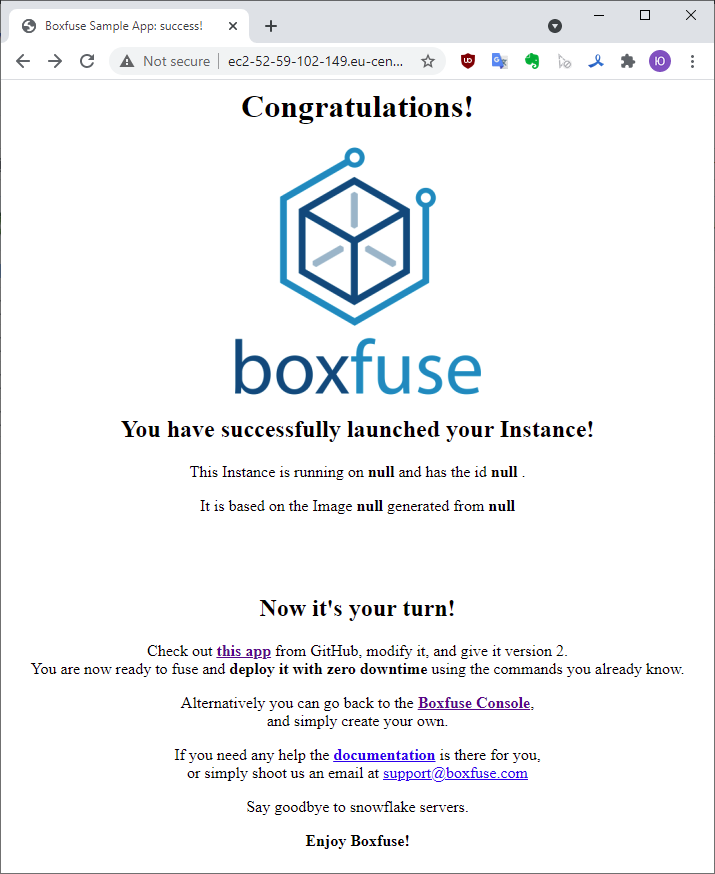 Boxfuse Sample App: success!
Not secure
ec2-52-59-102-149.eu-cen...
Ю
Congratulations!
boxfuse
You have successfully launched your Instance!
This Instance is running on null and has the id null .
It is based on the Image null generated from null
Now it's your turn!
Check out this app from GitHub, modify it, and give it version 2.
You are now ready to fuse and deploy it with zero downtime using the commands you already know.
Alternatively you can go back to the Boxfuse Console,
and simply create your own.
If you need any help the documentation is there for you,
or simply shoot us an email at support@boxfuse.com
Say goodbye to snowflake servers.
Enjoy Boxfuse!